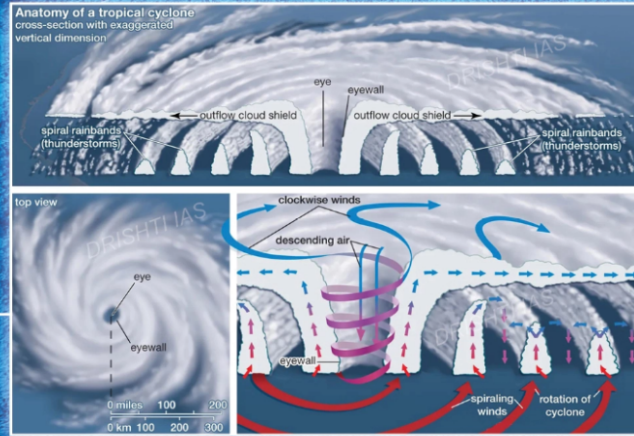 Anatomy of a tropical cyclone
cross-section with exaggerated
vertical dimension
DRISHTI IAS
eye
eyewall
outflow cloud shield
outflow cloud shield
spiral rainbands
(thunderstorms)
spiral rainbands
(thunderstorms)
top view
DRISHTI IAS
eye
eyewall
0 miles 100 200
0 km 100 200 300
clockwise winds
DRISHTI IAS
descending air
eyewall
spiraling
winds
rotation of
cyclone